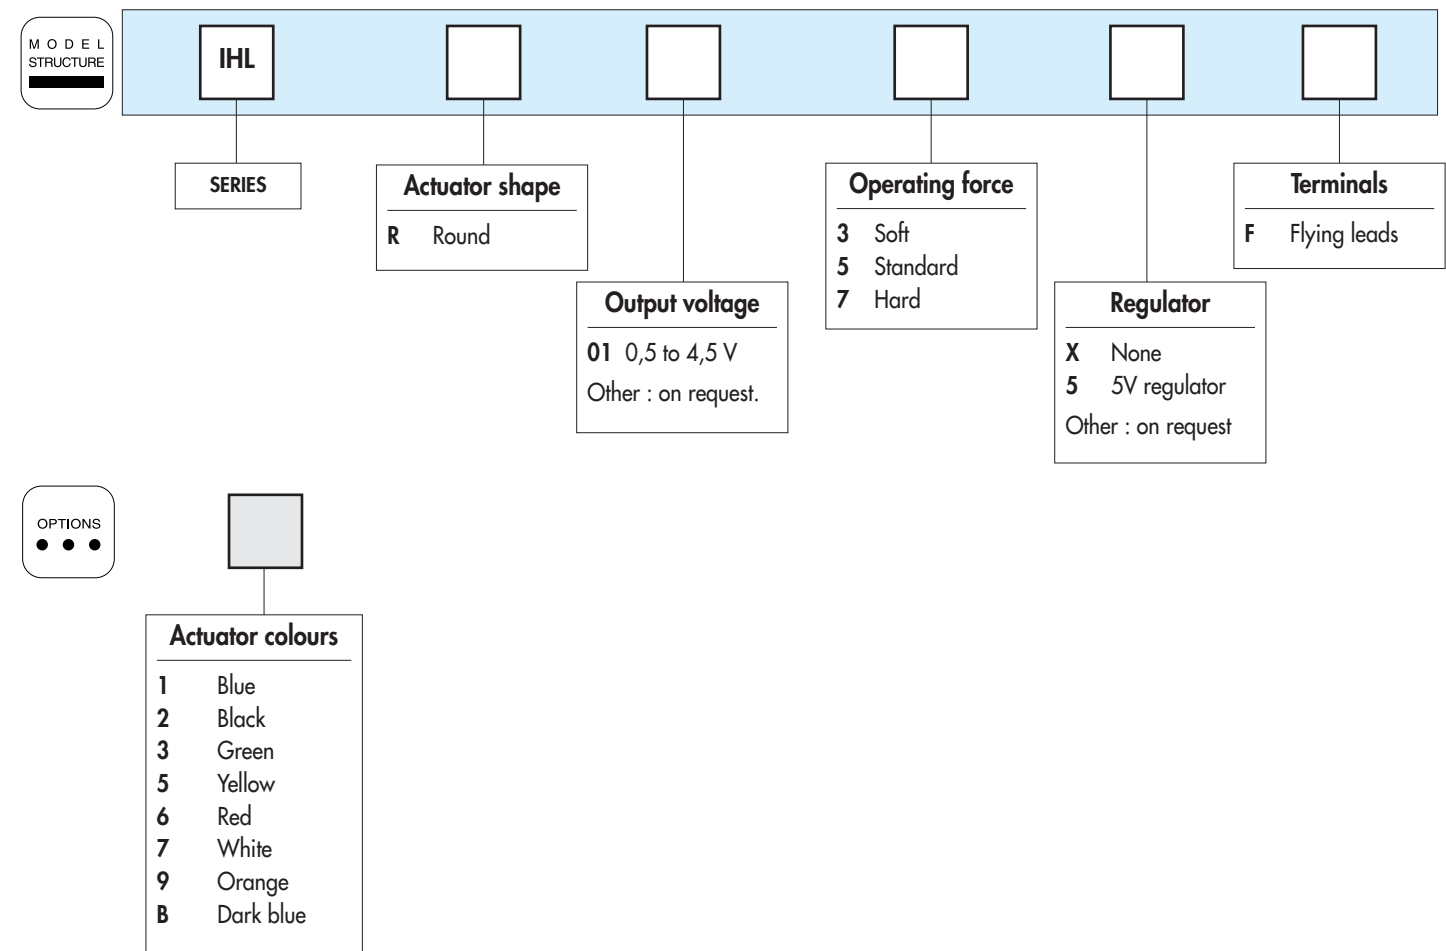 M O D E L
STRUCTURE
IHL
SERIES
Actuator shape
R Round
Output voltage
01 0,5 to 4,5 V
Other : on request.
Operating force
3 Soft
5 Standard
7 Hard
Regulator
X None
5 5V regulator
Other : on request
Terminals
F Flying leads
OPTIONS
Actuator colours
1 Blue
2 Black
3 Green
5 Yellow
6 Red
7 White
9 Orange
B Dark blue